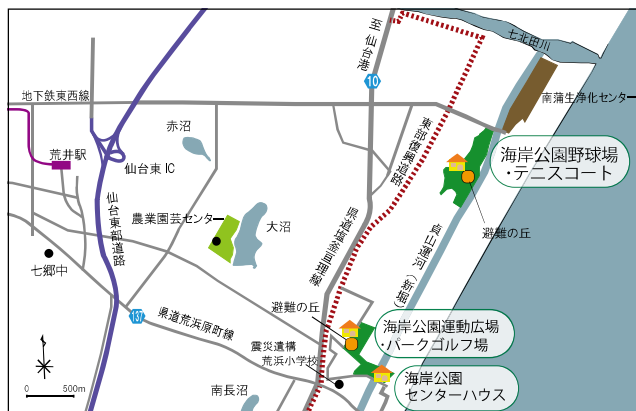 至 仙台港
10
七北田川
地下鉄東西線
南蒲生浄化センター
赤沼
東部復興道路
荒井駅
仙台東IC
海岸公園野球場
・テニスコート
仙台東部道路
農業園芸センター
大沼
県道塩釜亘理線
避難の丘
貞山運河（新堀）
七郷中
137
県道荒浜原町線
避難の丘
海岸公園運動広場
・パークゴルフ場
震災遺構
荒浜小学校
海岸公園
センターハウス
南長沼
0
500m